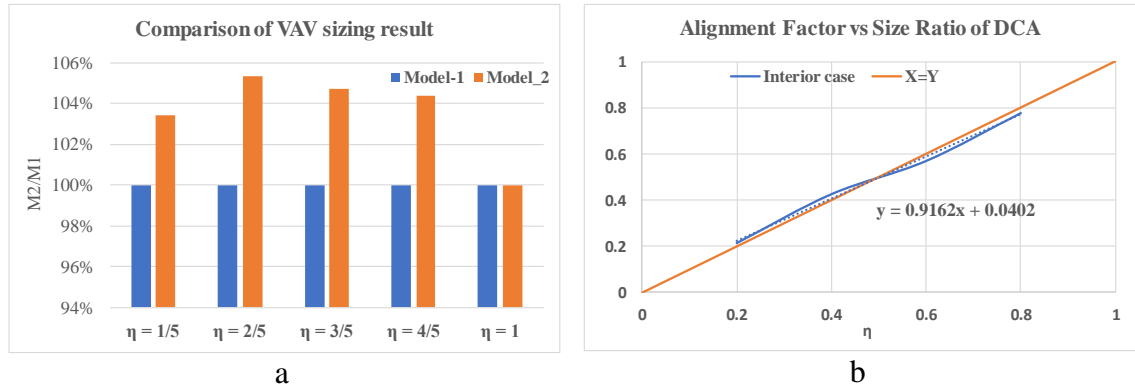 Comparison of VAV sizing result
Model-1 Model_2
106%
104%
102%
100%
98%
96%
94%
M2/M1
η = 1/5 η = 2/5 η = 3/5 η = 4/5 η = 1
a
Alignment Factor vs Size Ratio of DCA
Interior case X=Y
1
0.8
0.6
0.4
0.2
0
y = 0.9162x + 0.0402
0 0.2 0.4 0.6 0.8 1
η
b